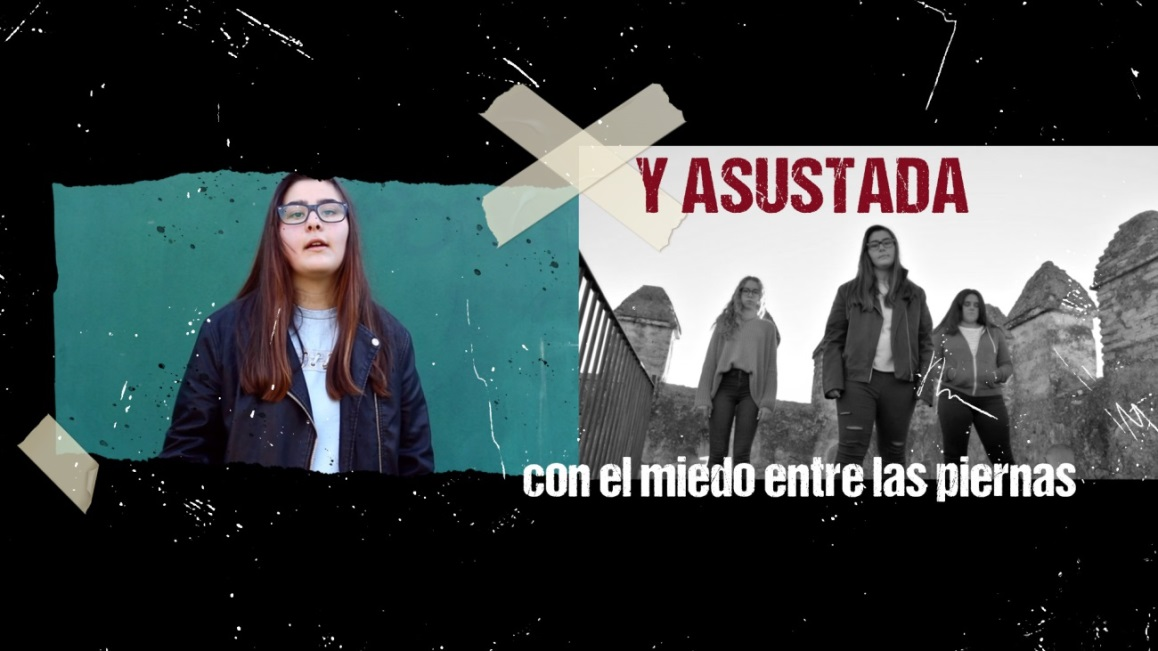 Y ASUSTADA
con el miedo entre las piernas